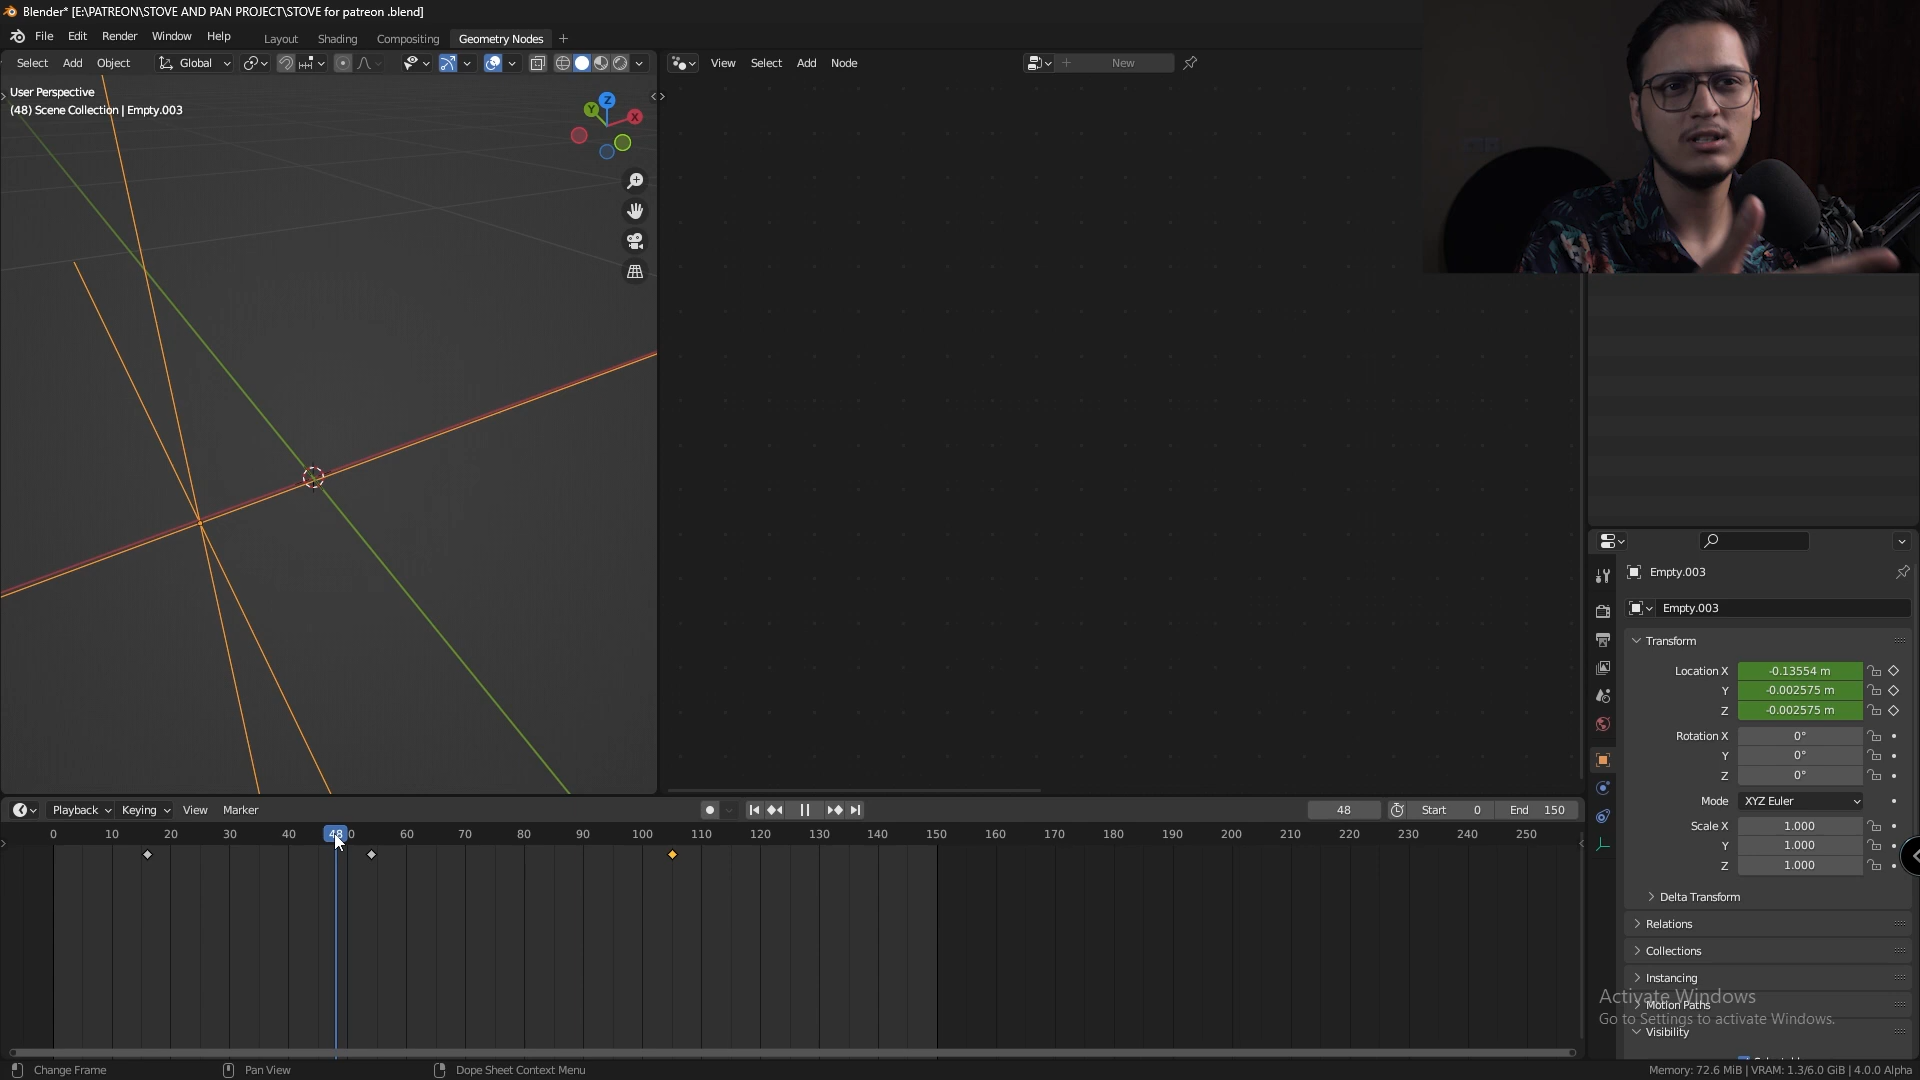 Blender* [E:\PATREON\STOVE AND PAN PROJECT\STOVE for patreon .blend]
File Edit Render Window Help Layout Shading Compositing Geometry Nodes
Select Add Object Global
View Select Add Node New
User Perspective
(48) Scene Collection | Empty.003
Z
Y
X
Empty.003
Empty.003
Transform
Location X -0.13554 m
Y -0.002575 m
Z -0.002575 m
Rotation X 0°
Y 0°
Z 0°
Mode XYZ Euler
Scale X 1.000
Y 1.000
Z 1.000
Delta Transform
Relations
Collections
Instancing
Motion Paths
Visibility
Activate Windows
Go to Settings to activate Windows.
Playback Keying View Marker 48 Start 0 End 150
0 10 20 30 40 48 0 60 70 80 90 100 110 120 130 140 150 160 170 180 190 200 210 220 230 240 250
Change Frame Pan View Dope Sheet Context Menu Memory: 72.6 MiB | VRAM: 1.3/6.0 GiB | 4.0.0 Alpha